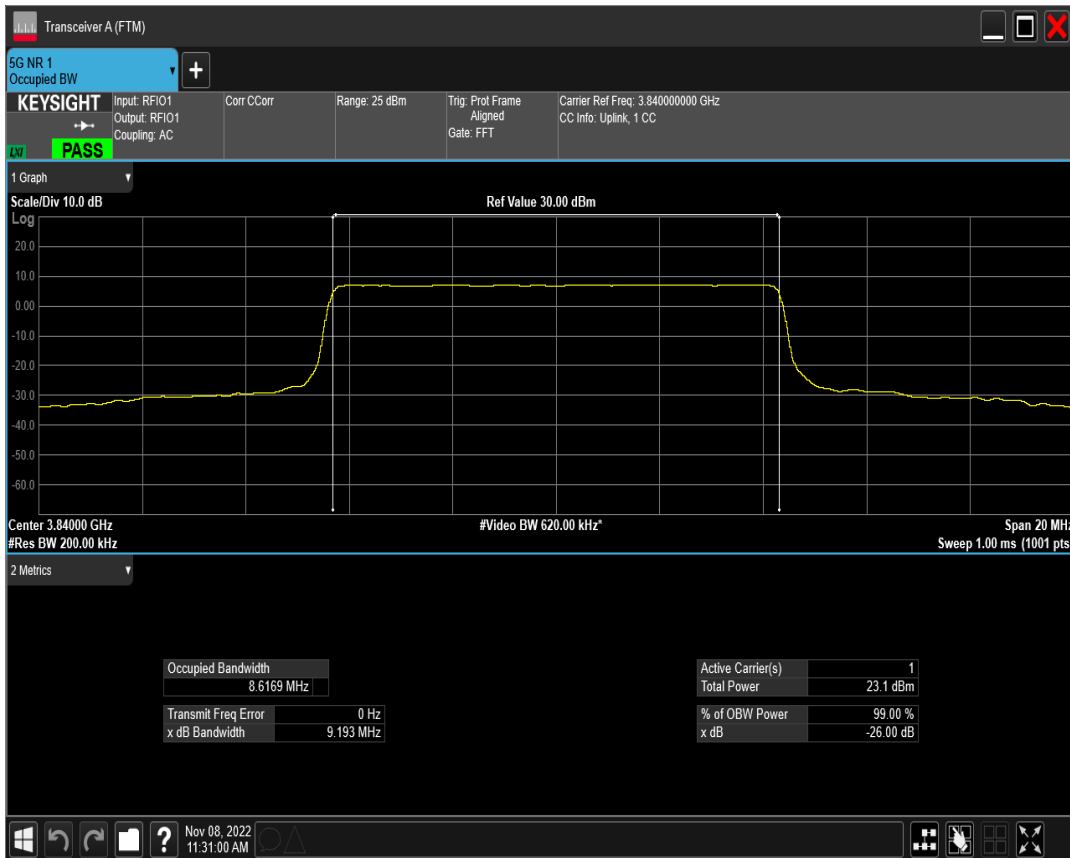 Transceiver A (FTM)
5G NR 1
Occupied BW
+
KEYSIGHT
LXI
PASS
Input: RFIO1
Output: RFIO1
Coupling: AC
Corr CCorr
Range: 25 dBm
Trig: Prot Frame
Aligned
Gate: FFT
Carrier Ref Freq: 3.840000000 GHz
CC Info: Uplink, 1 CC
1 Graph
Scale/Div 10.0 dB
Ref Value 30.00 dBm
Log
20.0
10.0
0.00
-10.0
-20.0
-30.0
-40.0
-50.0
-60.0
Center 3.84000 GHz
#Video BW 620.00 kHz*
Span 20 MHz
#Res BW 200.00 kHz
Sweep 1.00 ms (1001 pts
2 Metrics
Occupied Bandwidth
8.6169 MHz
Transmit Freq Error 0 Hz
x dB Bandwidth 9.193 MHz
Active Carrier(s) 1
Total Power 23.1 dBm
% of OBW Power 99.00 %
x dB -26.00 dB
?
Nov 08, 2022
11:31:00 AM